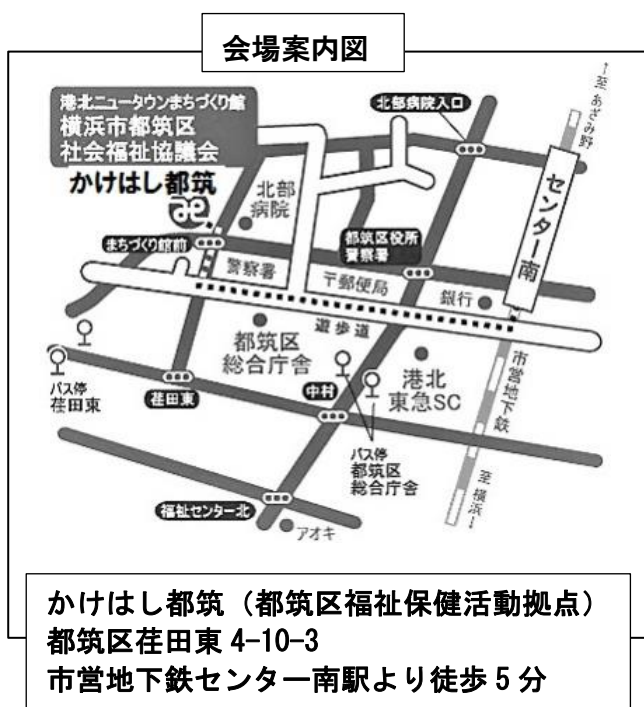 会場案内図
↑至 あざみ野
港北ニュータウンまちづくり館
横浜市都筑区
社会福祉協議会
かけはし都筑
北部病院入口
センター南
北部
病院
まちづくり館前
都筑区役所
警察署
警察署
〒郵便局
銀行
遊歩道
都筑区
総合庁舎
港北
東急SC
市営地下鉄
バス停
荏田東
荏田東
中村
バス停
都筑区
総合庁舎
至 横浜↓
福祉センター北
アオキ
かけはし都筑（都筑区福祉保健活動拠点）
都筑区荏田東 4-10-3
市営地下鉄センター南駅より徒歩 5 分